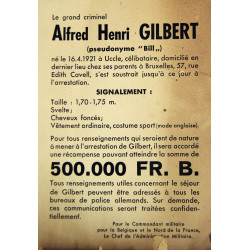 Le grand criminel
Alfred Henri GILBERT
(pseudonyme "Bill„)
né le 16.4.1921 à Uccle, célibataire, domicilié en
dernier lieu chez ses parents à Bruxelles, 57, rue
Edith Cavell, s'est soustrait jusqu'à ce jour à
l'arrestation.
SIGNALEMENT :
Taille : 1,70-1,75 m.
Svelte ;
Cheveux foncés ;
Vêtement ordinaire, costume sport (mode anglaise).
Pour tous renseignements qui seraient de nature
à mener à l'arrestation de Gilbert, il sera accordé
une récompense pouvant atteindre la somme de
500.000 FR. B.
Tous renseignements utiles concernant le séjour
de Gilbert peuvent être adressés à tous les
bureaux de police allemands. Sur demande,
ces communications seront traitées confiden-
tiellement.
Pour le Commandant militaire
pour la Belgique et le Nord de la France,
Le Chef de l'Administration Militaire.